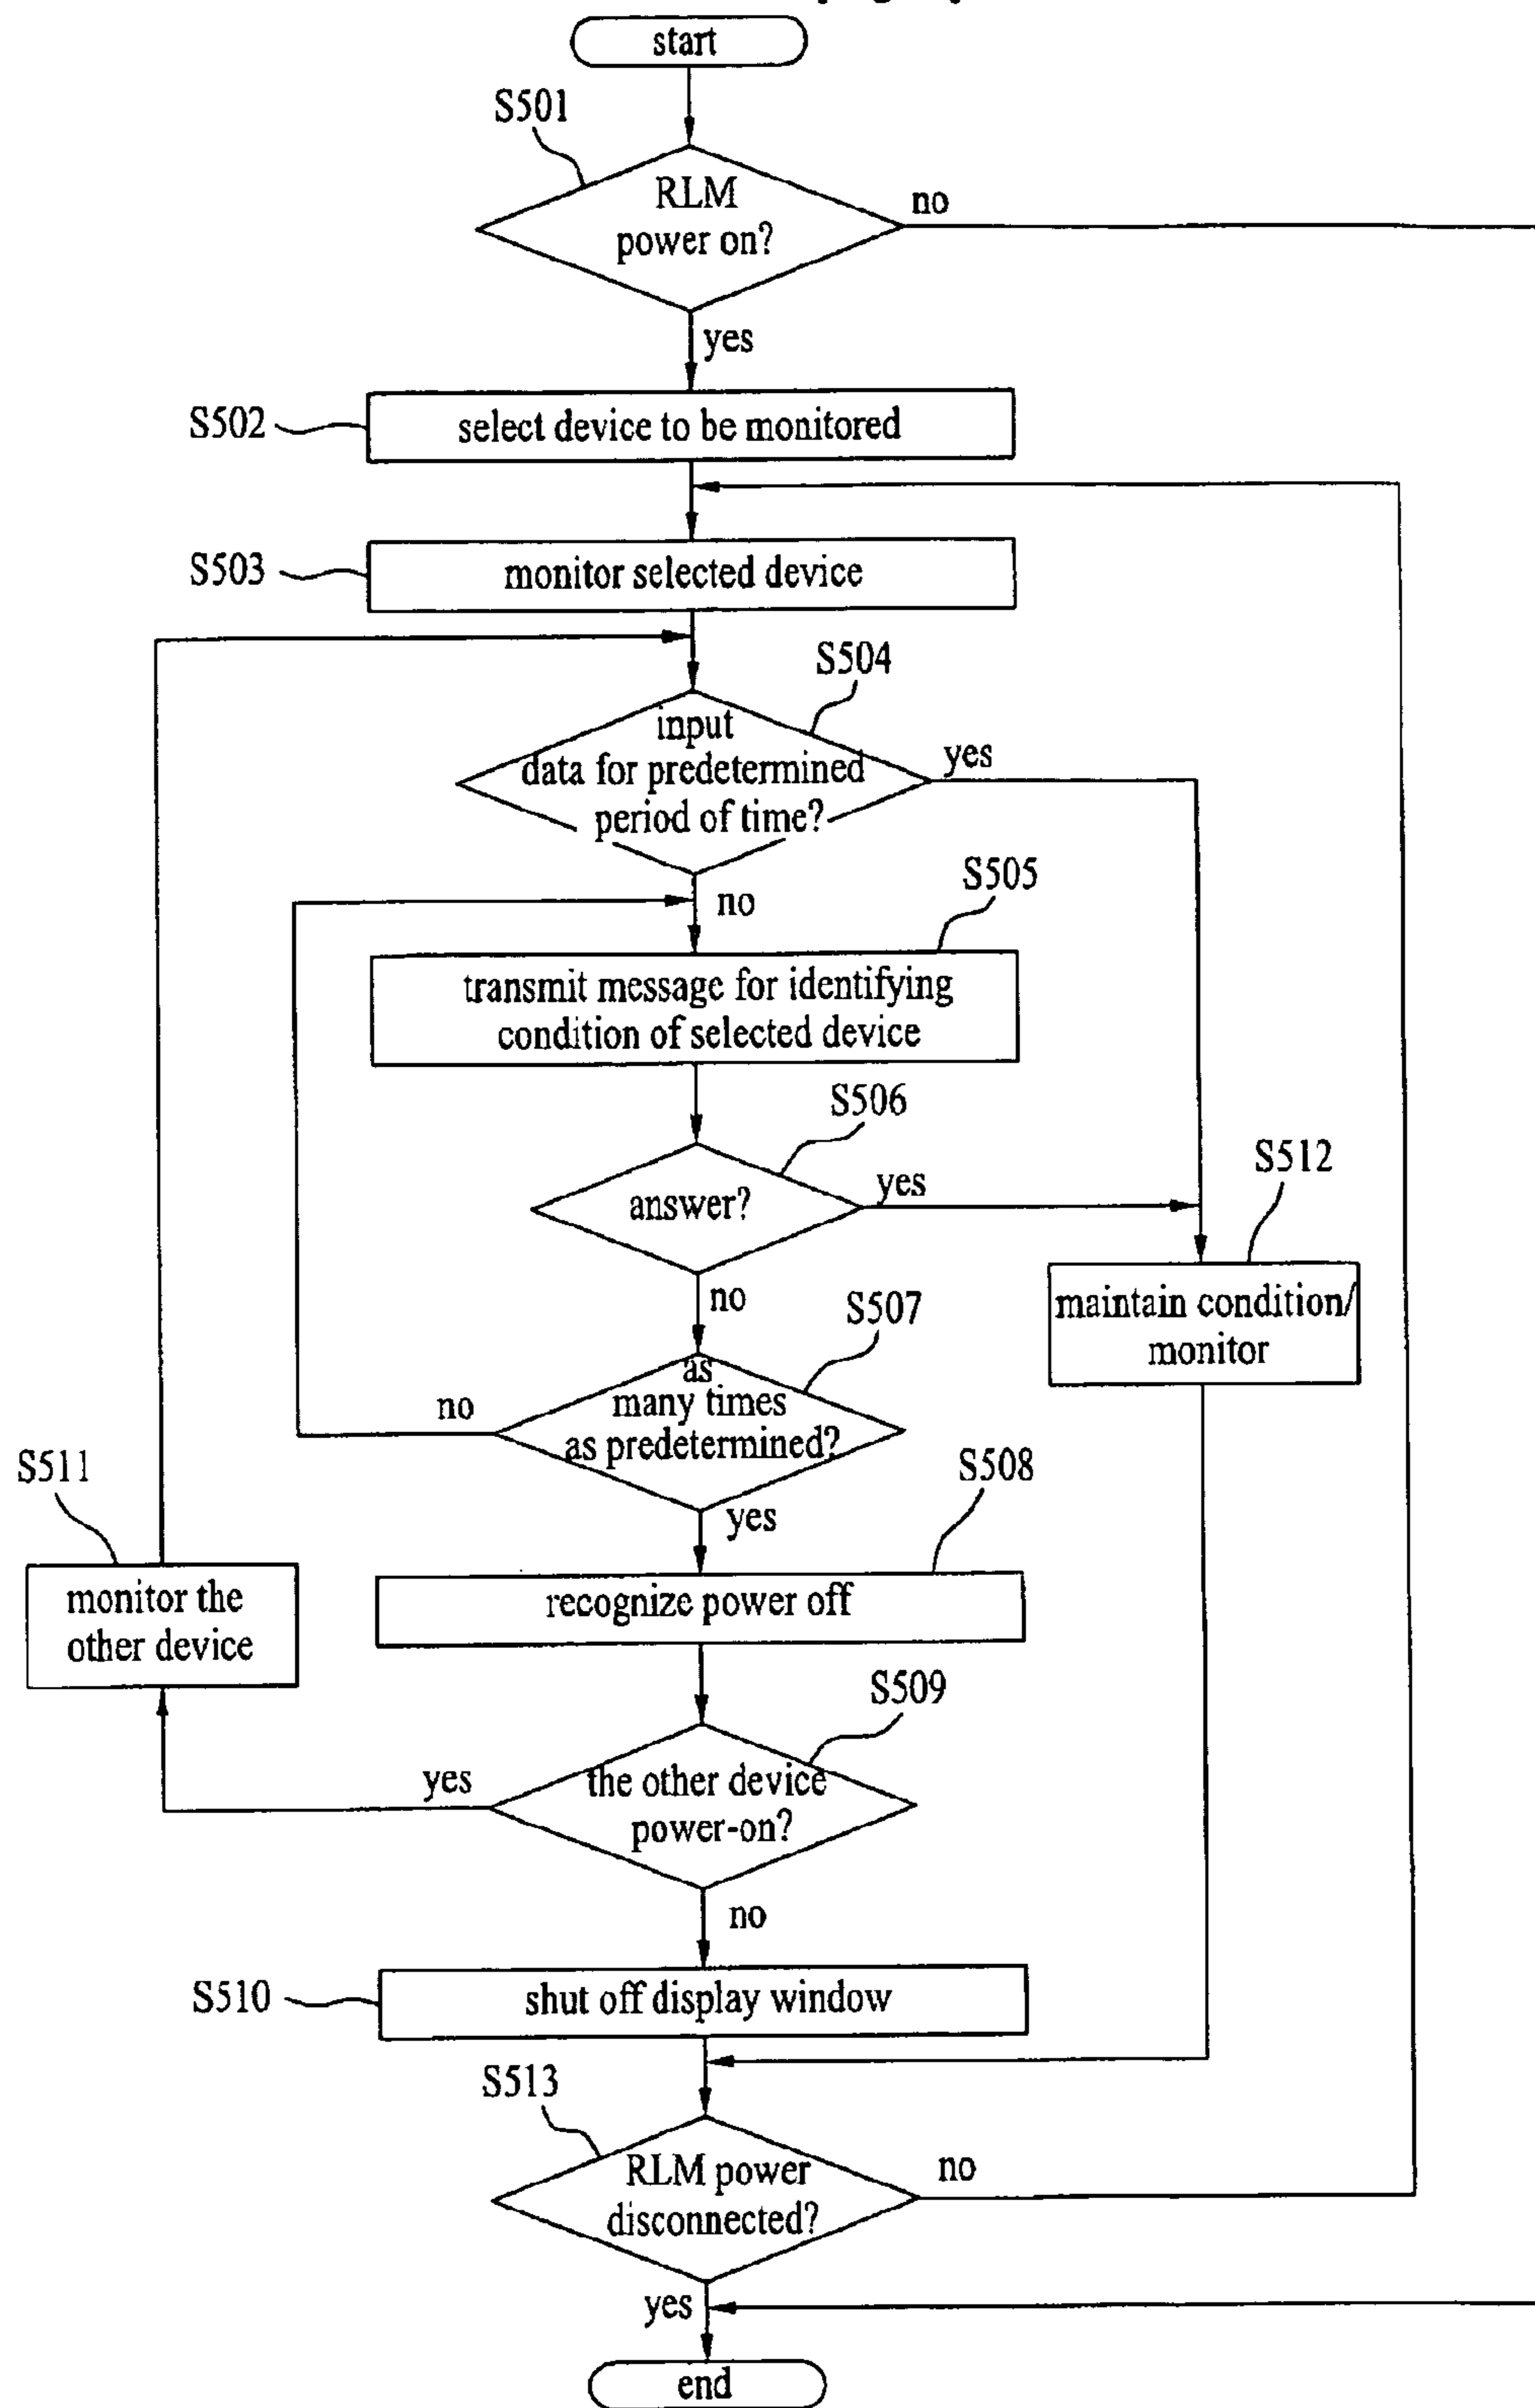 start
S501
RLM
power on?
no
yes
S502
select device to be monitored
S503
monitor selected device
S504
input
data for predetermined
period of time?
yes
no
S505
transmit message for identifying
condition of selected device
S506
answer?
yes
S512
no
maintain condition/
monitor
S507
as
many times
as predetermined?
no
S511
S508
yes
monitor the
other device
recognize power off
S509
yes
the other device
power-on?
no
S510
shut off display window
S513
RLM power
disconnected?
no
yes
end